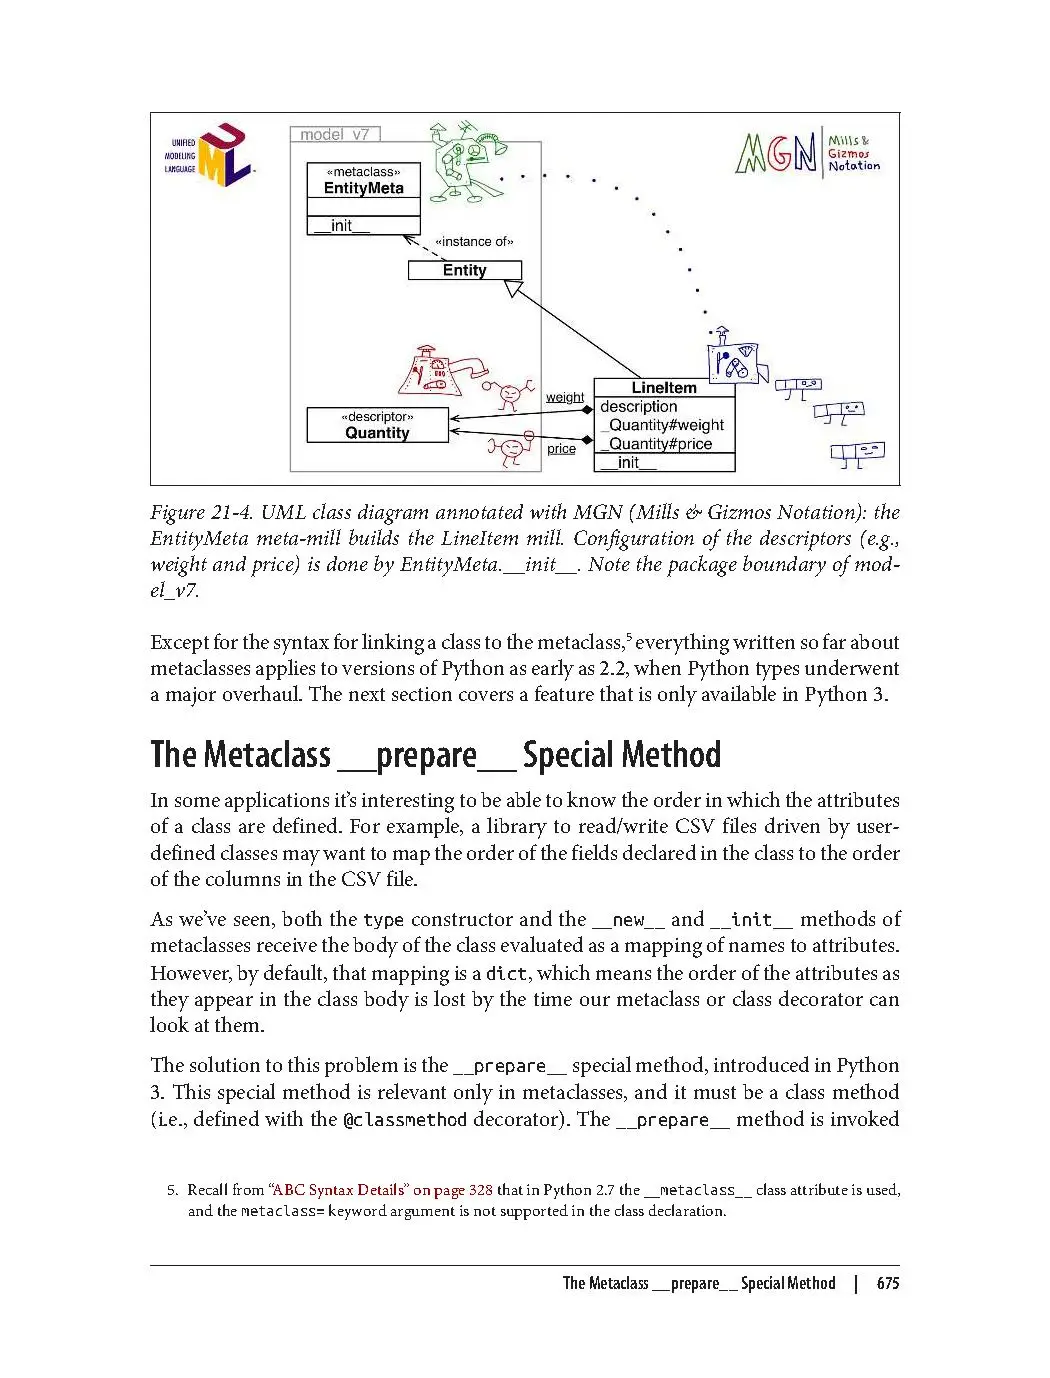 UNIFIED
MODELING
LANGUAGE
UML
model_v7
MGN
Mills &
Gizmos
Notation
«metaclass»
EntityMeta
__init__
«instance of»
Entity
LineItem
weight
description
«descriptor»
_Quantity#weight
Quantity
_Quantity#price
price
__init__
Figure 21-4. UML class diagram annotated with MGN (Mills & Gizmos Notation): the
EntityMeta meta-mill builds the LineItem mill. Configuration of the descriptors (e.g.,
weight and price) is done by EntityMeta.__init__. Note the package boundary of mod-
el_v7.
Except for the syntax for linking a class to the metaclass,5 everything written so far about
metaclasses applies to versions of Python as early as 2.2, when Python types underwent
a major overhaul. The next section covers a feature that is only available in Python 3.
The Metaclass __prepare__ Special Method
In some applications it’s interesting to be able to know the order in which the attributes
of a class are defined. For example, a library to read/write CSV files driven by user-
defined classes may want to map the order of the fields declared in the class to the order
of the columns in the CSV file.
As we’ve seen, both the type constructor and the __new__ and __init__ methods of
metaclasses receive the body of the class evaluated as a mapping of names to attributes.
However, by default, that mapping is a dict, which means the order of the attributes as
they appear in the class body is lost by the time our metaclass or class decorator can
look at them.
The solution to this problem is the __prepare__ special method, introduced in Python
3. This special method is relevant only in metaclasses, and it must be a class method
(i.e., defined with the @classmethod decorator). The __prepare__ method is invoked
5. Recall from “ABC Syntax Details” on page 328 that in Python 2.7 the __metaclass__ class attribute is used,
and the metaclass= keyword argument is not supported in the class declaration.
The Metaclass __prepare__ Special Method | 675